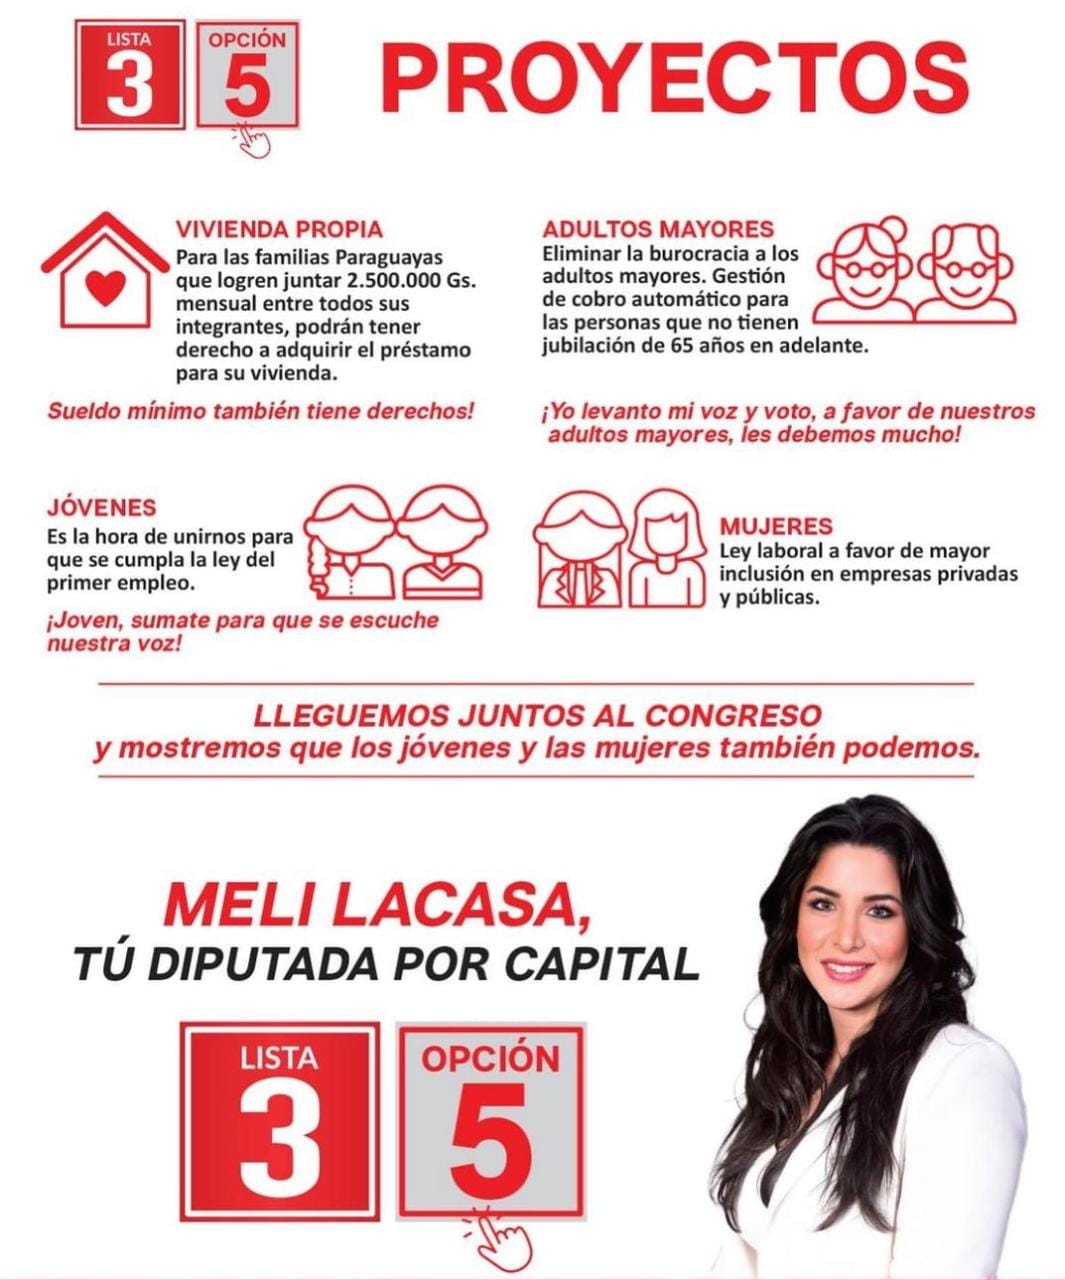 LISTA
3
OPCIÓN
5
PROYECTOS
VIVIENDA PROPIA
Para las familias Paraguayas
que logren juntar 2.500.000 Gs.
mensual entre todos sus
integrantes, podrán tener
derecho a adquirir el préstamo
para su vivienda.
Sueldo mínimo también tiene derechos!
ADULTOS MAYORES
Eliminar la burocracia a los
adultos mayores. Gestión
de cobro automático para
las personas que no tienen
jubilación de 65 años en adelante.
¡Yo levanto mi voz y voto, a favor de nuestros
adultos mayores, les debemos mucho!
JÓVENES
Es la hora de unirnos para
que se cumpla la ley del
primer empleo.
¡Joven, sumate para que se escuche
nuestra voz!
MUJERES
Ley laboral a favor de mayor
inclusión en empresas privadas
y públicas.
LLEGUEMOS JUNTOS AL CONGRESO
y mostremos que los jóvenes y las mujeres también podemos.
MELI LACASA,
TÚ DIPUTADA POR CAPITAL
LISTA
3
OPCIÓN
5